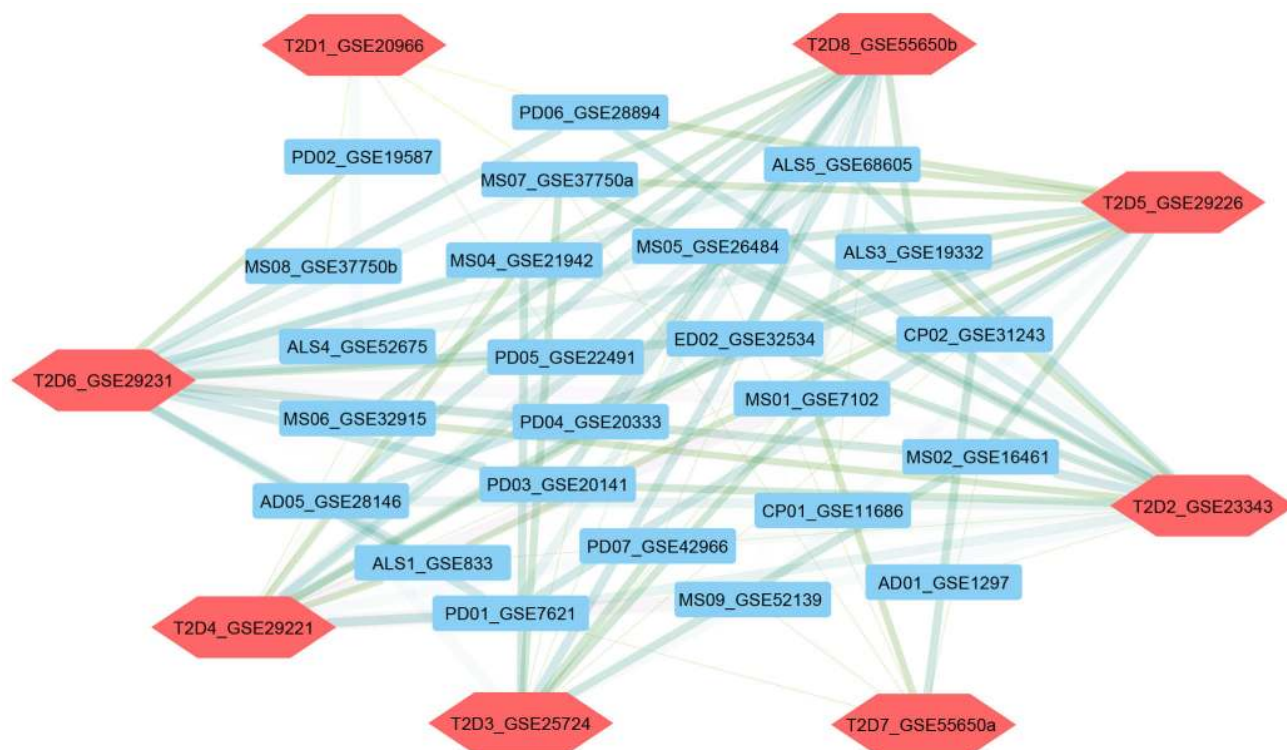 T2D1_GSE20966
T2D8_GSE55650b
PD06_GSE28894
PD02_GSE19587
ALS5_GSE68605
MS07_GSE37750a
T2D5_GSE29226
MS05_GSE26484
ALS3_GSE19332
MS08_GSE37750b
MS04_GSE21942
ED02_GSE32534
CP02_GSE31243
ALS4_GSE52675
PD05_GSE22491
T2D6_GSE29231
MS01_GSE7102
MS06_GSE32915
PD04_GSE20333
MS02_GSE16461
PD03_GSE20141
AD05_GSE28146
T2D2_GSE23343
CP01_GSE11686
PD07_GSE42966
ALS1_GSE833
AD01_GSE1297
MS09_GSE52139
PD01_GSE7621
T2D4_GSE29221
T2D3_GSE25724
T2D7_GSE55650a